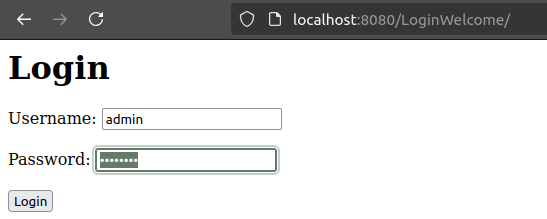 localhost:8080/LoginWelcome/
Login
Username: admin
Password: ••••••••
Login